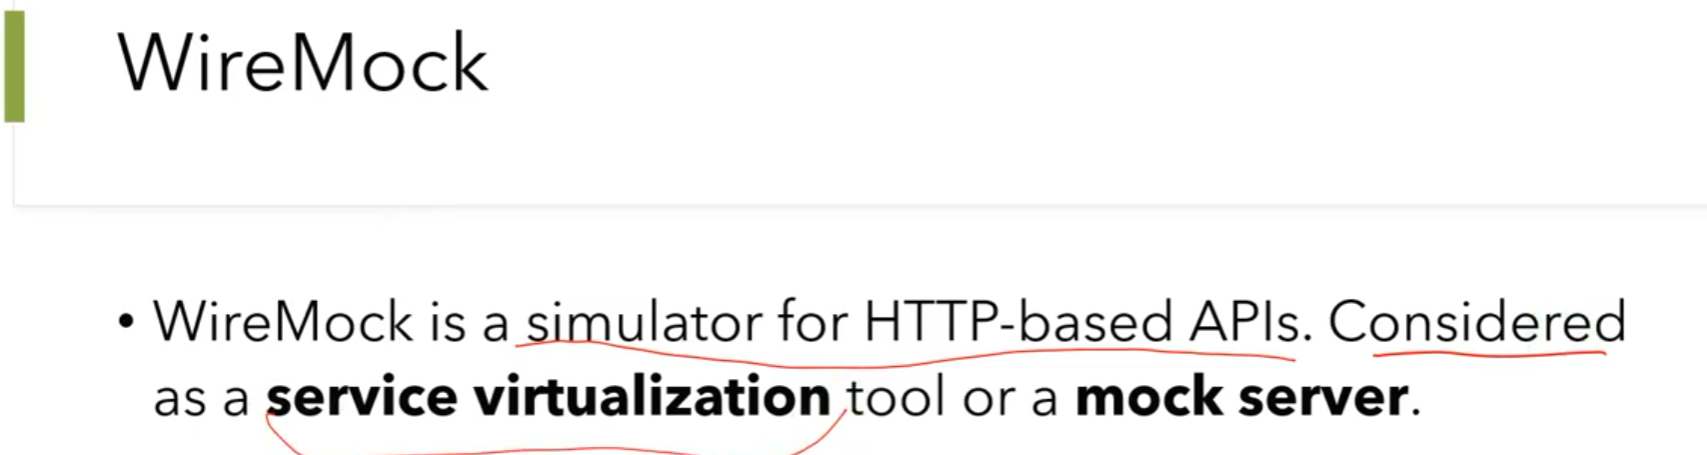 WireMock
• WireMock is a simulator for HTTP-based APIs. Considered
as a service virtualization tool or a mock server.